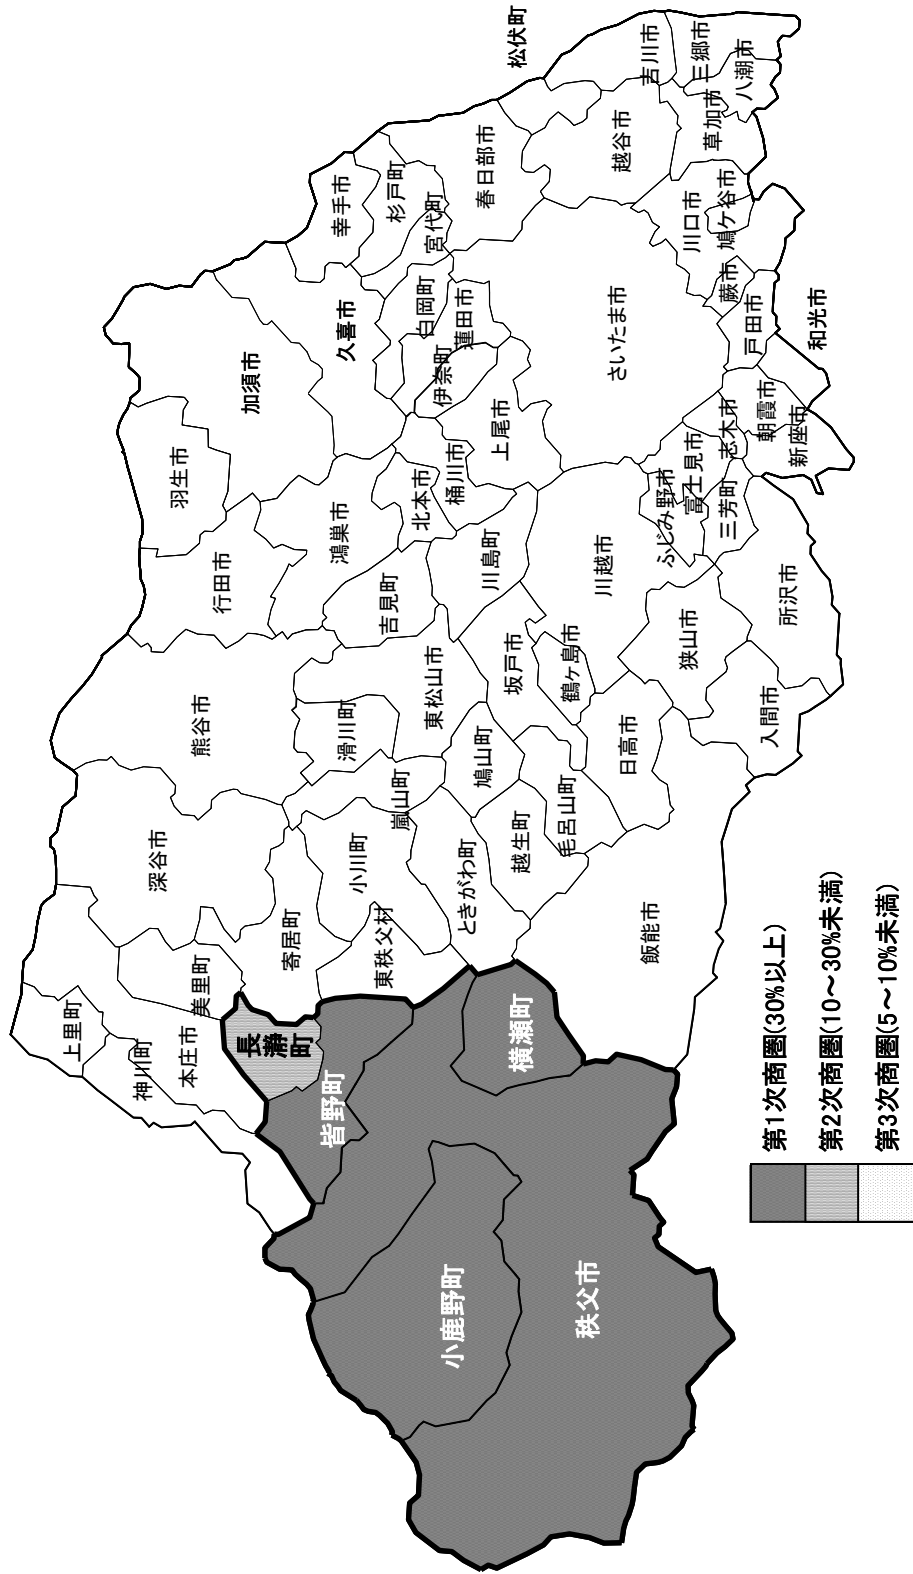 上里町
神川町
本庄市
美里町
深谷市
熊谷市
行田市
羽生市
加須市
長瀞町
皆野町
寄居町
小川町
東秩父村
嵐山町
滑川町
東松山市
吉見町
鴻巣市
北本市
桶川市
久喜市
幸手市
杉戸町
宮代町
白岡町
蓮田市
伊奈町
上尾市
川島町
春日部市
松伏町
小鹿野町
秩父市
横瀬町
ときがわ町
鳩山町
越生町
毛呂山町
坂戸市
鶴ヶ島市
川越市
さいたま市
越谷市
吉川市
飯能市
日高市
狭山市
入間市
所沢市
ふじみ野市
富士見市
三芳町
志木市
朝霞市
新座市
和光市
戸田市
蕨市
川口市
鳩ケ谷市
草加市
三郷市
八潮市
第1次商圏(30%以上)
第2次商圏(10～30%未満)
第3次商圏(5～10%未満)